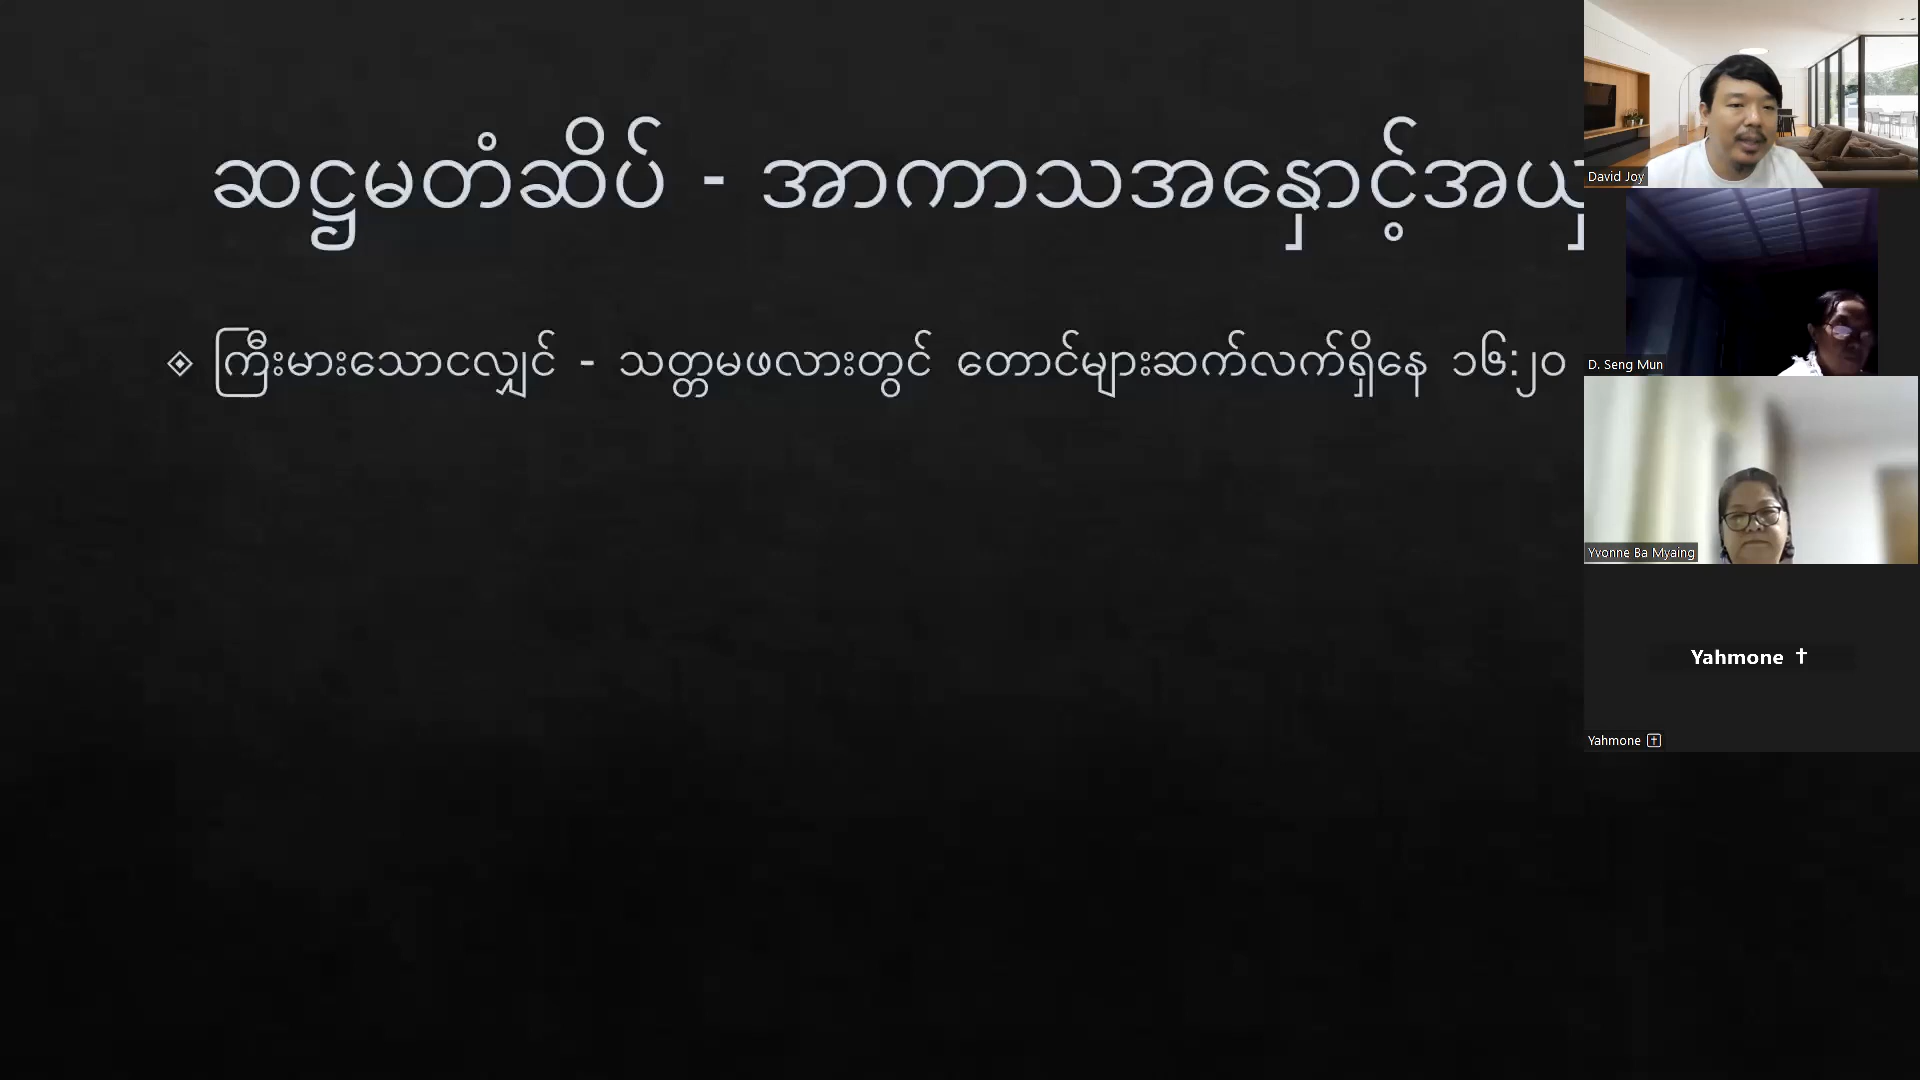 ဆဋ္ဌမတံဆိပ် - အာကာသအနှောင့်အယှ
ကြီးမားသောငလျှင် - သတ္တမဖလားတွင် တောင်များဆက်လက်ရှိနေ ၁၆:၂၀
David Joy
D. Seng Mun
Yvonne Ba Myaing
Yahmone ✝
Yahmone ✝